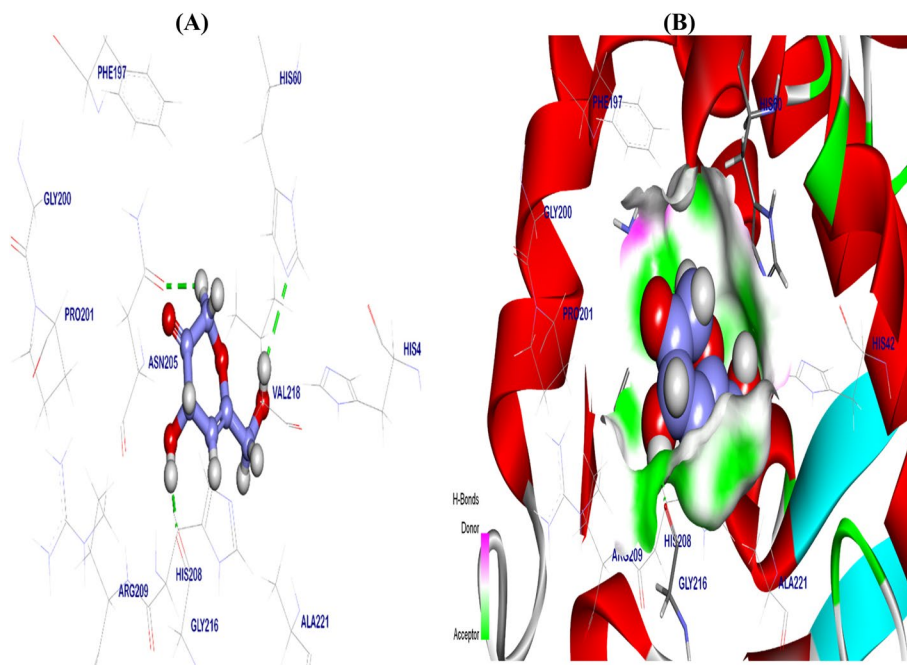 (A)
(B)
PHE197
HIS60
GLY200
PRO201
ASN205
HIS4
VAL218
HIS208
ARG209
GLY216
ALA221
PHE197
HIS60
GLY200
PRO201
HIS42
H-Bonds
Donor
Acceptor
ARG209
HIS208
GLY216
ALA221